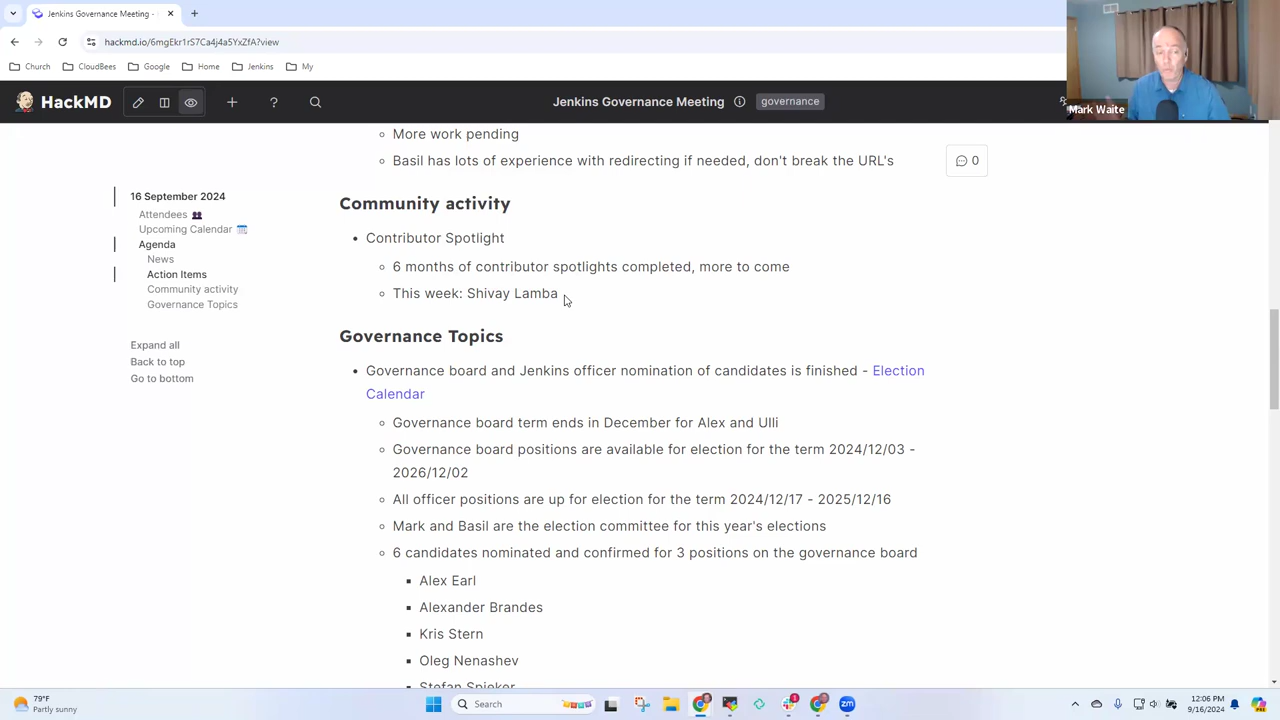 Jenkins Governance Meeting -
hackmd.io/6mgEkr1rS7Ca4j4a5YxZfA?view
Church
CloudBees
Google
Home
Jenkins
My
HackMD
Jenkins Governance Meeting
governance
Mark Waite
16 September 2024
Attendees
Upcoming Calendar
Agenda
News
Action Items
Community activity
Governance Topics
Expand all
Back to top
Go to bottom
More work pending
Basil has lots of experience with redirecting if needed, don't break the URL's
0
Community activity
Contributor Spotlight
6 months of contributor spotlights completed, more to come
This week: Shivay Lamba
Governance Topics
Governance board and Jenkins officer nomination of candidates is finished - Election
Calendar
Governance board term ends in December for Alex and Ulli
Governance board positions are available for election for the term 2024/12/03 -
2026/12/02
All officer positions are up for election for the term 2024/12/17 - 2025/12/16
Mark and Basil are the election committee for this year's elections
6 candidates nominated and confirmed for 3 positions on the governance board
Alex Earl
Alexander Brandes
Kris Stern
Oleg Nenashev
Stefan Spieker
79°F
Partly sunny
Search
12:06 PM
9/16/2024